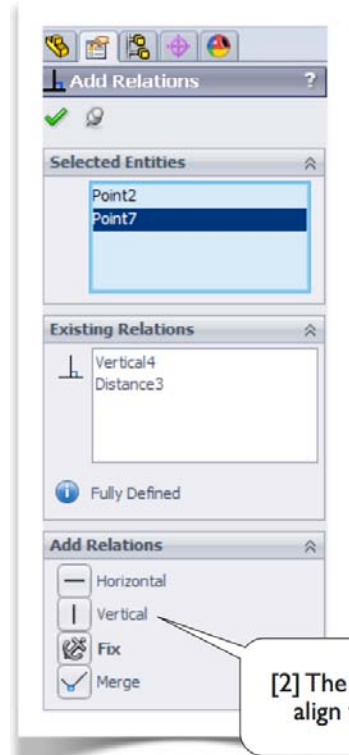 Add Relations ?
Selected Entities
Point2
Point7
Existing Relations
Vertical4
Distance3
Fully Defined
Add Relations
Horizontal
Vertical
Fix
Merge
[2] The
align